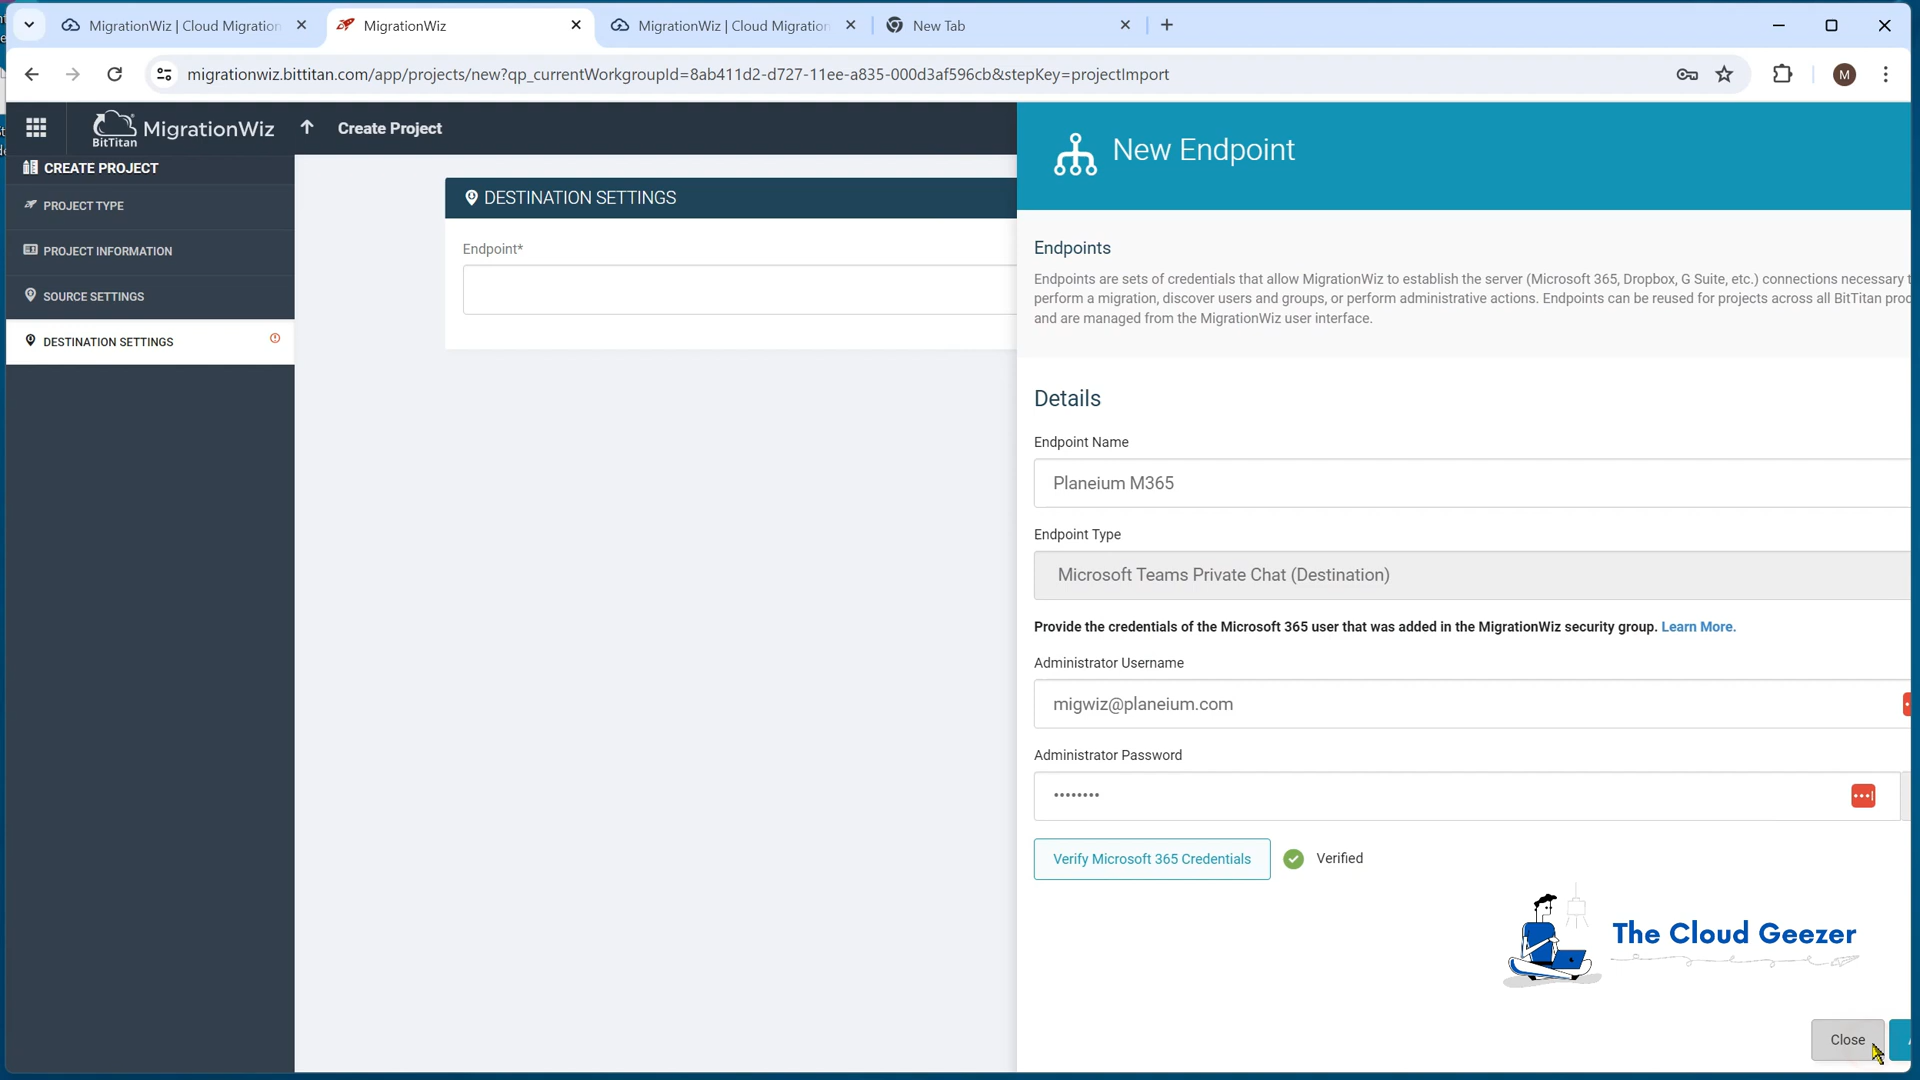 MigrationWiz | Cloud Migration
MigrationWiz
MigrationWiz | Cloud Migration
New Tab
migrationwiz.bittitan.com/app/projects/new?qp_currentWorkgroupId=8ab411d2-d727-11ee-a835-000d3af596cb&stepKey=projectImport
M
BitTitan
MigrationWiz
Create Project
CREATE PROJECT
PROJECT TYPE
PROJECT INFORMATION
SOURCE SETTINGS
DESTINATION SETTINGS
DESTINATION SETTINGS
Endpoint*
New Endpoint
Endpoints
Endpoints are sets of credentials that allow MigrationWiz to establish the server (Microsoft 365, Dropbox, G Suite, etc.) connections necessary
perform a migration, discover users and groups, or perform administrative actions. Endpoints can be reused for projects across all BitTitan
and are managed from the MigrationWiz user interface.
Details
Endpoint Name
Planeium M365
Endpoint Type
Microsoft Teams Private Chat (Destination)
Provide the credentials of the Microsoft 365 user that was added in the MigrationWiz security group. Learn More.
Administrator Username
migwiz@planeium.com
Administrator Password
••••••••
Verify Microsoft 365 Credentials
Verified
The Cloud Geezer
Close